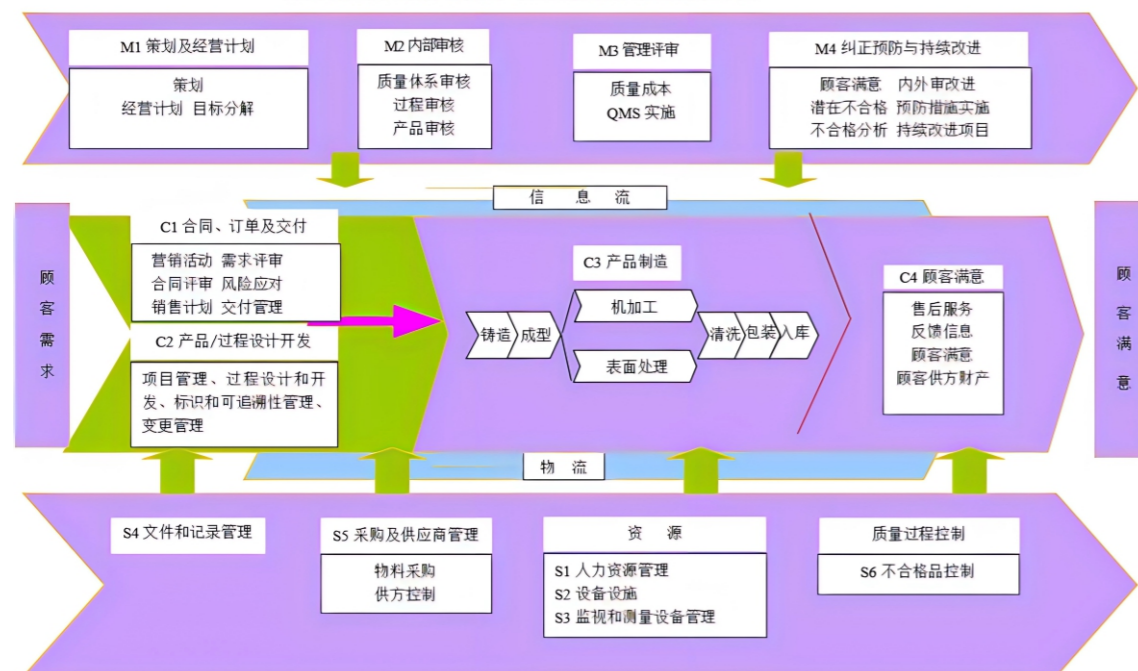 M1 策划及经营计划
策划
经营计划 目标分解
M2 内部审核
质量体系审核
过程审核
产品审核
M3 管理评审
质量成本
QMS 实施
M4 纠正预防与持续改进
顾客满意 内外审改进
潜在不合格 预防措施实施
不合格分析 持续改进项目
信 息 流
顾客需求
C1 合同、订单及交付
营销活动 需求评审
合同评审 风险应对
销售计划 交付管理
C2 产品/过程设计开发
项目管理、过程设计和开
发、标识和可追溯性管理、
变更管理
C3 产品制造
铸造
成型
机加工
表面处理
清洗
包装
入库
C4 顾客满意
售后服务
反馈信息
顾客满意
顾客供方财产
顾客满意
物 流
S4 文件和记录管理
S5 采购及供应商管理
物料采购
供方控制
资 源
S1 人力资源管理
S2 设备设施
S3 监视和测量设备管理
质量过程控制
S6 不合格品控制